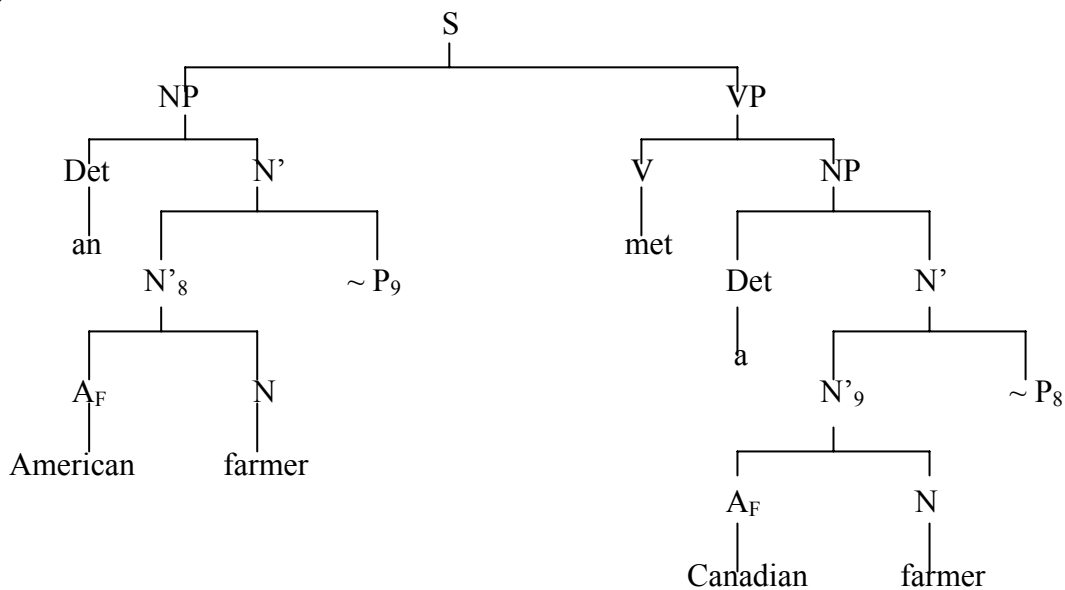 S
NP VP
Det N’ V NP
an met
N’₈ ~ P₉ Det N’
a
A_F N N’₉ ~ P₈
American farmer
A_F N
Canadian farmer